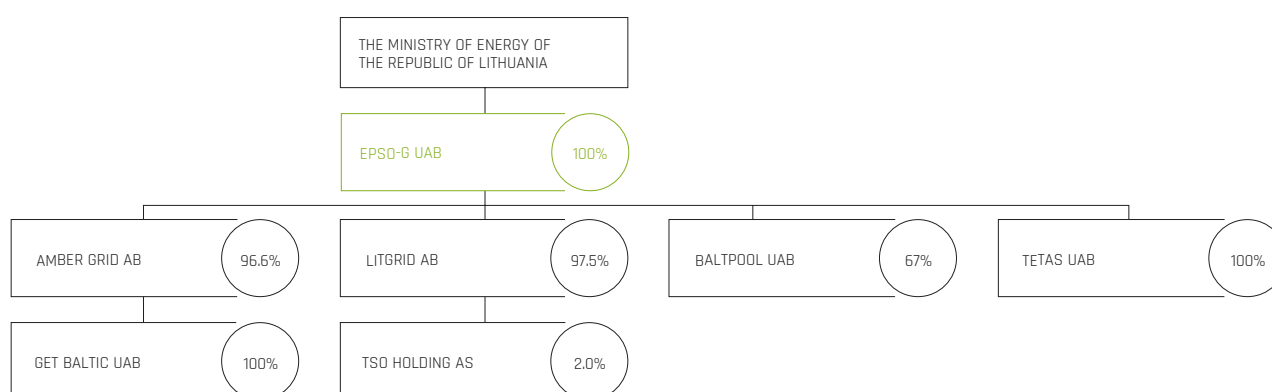 THE MINISTRY OF ENERGY OF
THE REPUBLIC OF LITHUANIA
EPSO-G UAB
100%
AMBER GRID AB
96.6%
LITGRID AB
97.5%
BALTPOOL UAB
67%
TETAS UAB
100%
GET BALTIC UAB
100%
TSO HOLDING AS
2.0%